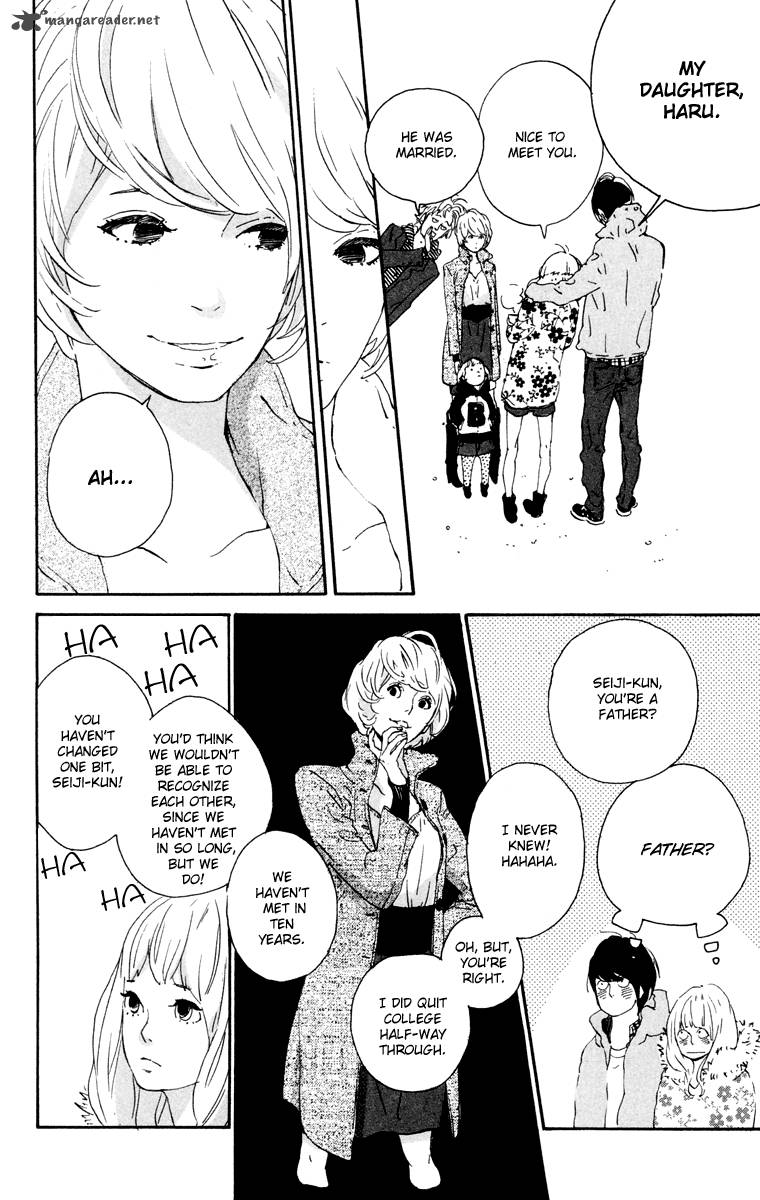 mangareader.net
MY
DAUGHTER,
HARU.
NICE TO
MEET YOU.
HE WAS
MARRIED.
B
AH...
SEIJI-KUN,
YOU'RE A
FATHER?
FATHER?
I NEVER
KNEW!
HAHAHA.
OH, BUT,
YOU'RE
RIGHT.
I DID QUIT
COLLEGE
HALF-WAY
THROUGH.
WE
HAVEN'T
MET IN
TEN
YEARS.
YOU'D THINK
WE WOULDN'T
BE ABLE TO
RECOGNIZE
EACH OTHER,
SINCE WE
HAVEN'T MET
IN SO LONG,
BUT WE
DO!
YOU
HAVEN'T
CHANGED
ONE BIT,
SEIJI-KUN!
HA
HA
HA
HA
HA